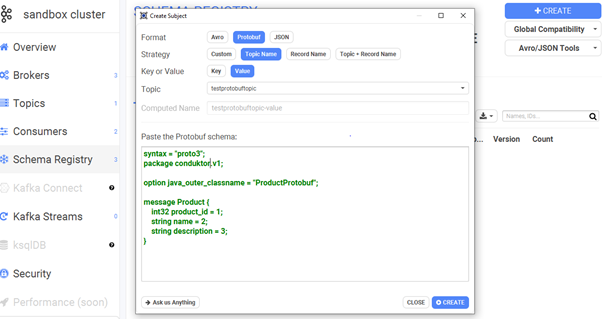 sandbox cluster
SCHEMA REGISTRY
CREATE
Global Compatibility
Avro/JSON Tools
Overview
Brokers 3
Topics 3
Consumers 2
Schema Registry 3
Kafka Connect
Kafka Streams 0
ksqlDB
Security
Performance (soon)
Names, IDs...
Version Count
Create Subject
Format Avro Protobuf JSON
Strategy Custom Topic Name Record Name Topic + Record Name
Key or Value Key Value
Topic testprotobuftopic
Computed Name testprotobuftopic-value
Paste the Protobuf schema:
syntax = "proto3";
package conduktor.v1;
option java_outer_classname = "ProductProtobuf";
message Product {
int32 product_id = 1;
string name = 2;
string description = 3;
}
Ask us Anything
CLOSE
CREATE